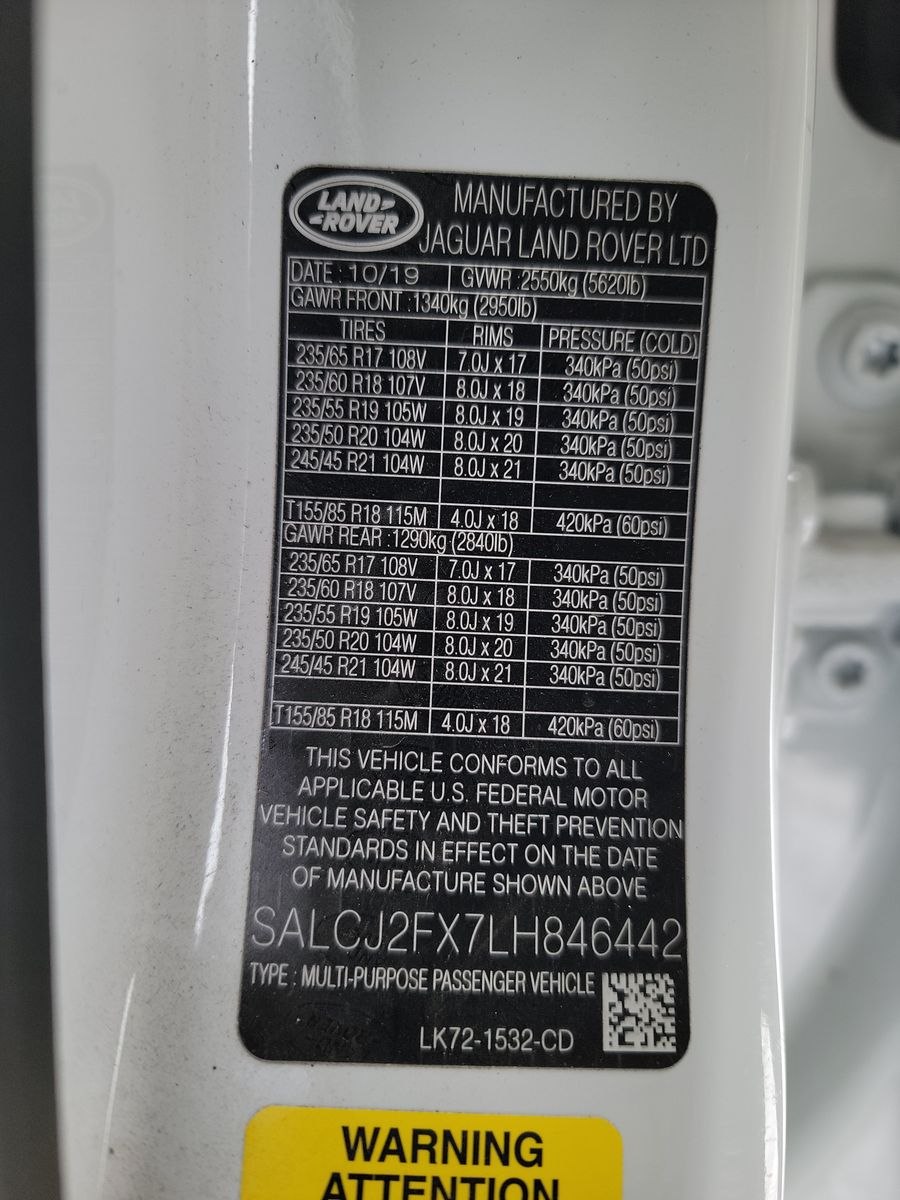 LAND ROVER
MANUFACTURED BY
JAGUAR LAND ROVER LTD
DATE : 10/19 GVWR :2550kg (5620lb)
GAWR FRONT :1340kg (2950lb)
TIRES RIMS PRESSURE (COLD)
235/65 R17 108V 7.0J x 17 340kPa (50psi)
235/60 R18 107V 8.0J x 18 340kPa (50psi)
235/55 R19 105W 8.0J x 19 340kPa (50psi)
235/50 R20 104W 8.0J x 20 340kPa (50psi)
245/45 R21 104W 8.0J x 21 340kPa (50psi)
T155/85 R18 115M 4.0J x 18 420kPa (60psi)
GAWR REAR :1290kg (2840lb)
235/65 R17 108V 7.0J x 17 340kPa (50psi)
235/60 R18 107V 8.0J x 18 340kPa (50psi)
235/55 R19 105W 8.0J x 19 340kPa (50psi)
235/50 R20 104W 8.0J x 20 340kPa (50psi)
245/45 R21 104W 8.0J x 21 340kPa (50psi)
T155/85 R18 115M 4.0J x 18 420kPa (60psi)
THIS VEHICLE CONFORMS TO ALL
APPLICABLE U.S. FEDERAL MOTOR
VEHICLE SAFETY AND THEFT PREVENTION
STANDARDS IN EFFECT ON THE DATE
OF MANUFACTURE SHOWN ABOVE
SALCJ2FX7LH846442
TYPE : MULTI-PURPOSE PASSENGER VEHICLE
LK72-1532-CD
WARNING
ATTENTION